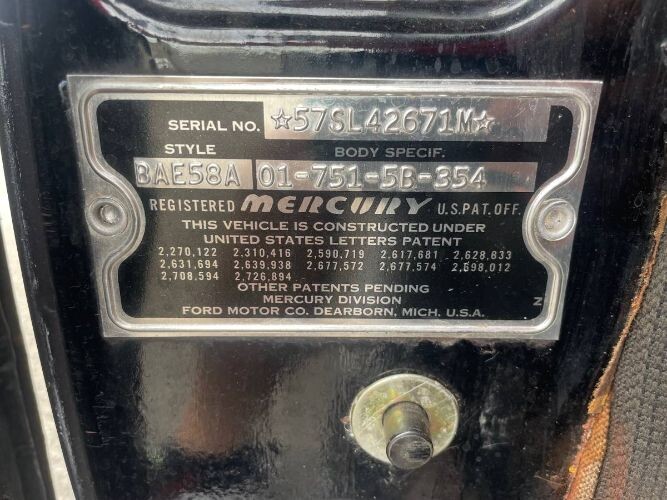 SERIAL NO. ☆57SL42671M☆
STYLE BODY SPECIF.
BAE58A 01-751-5B-354
REGISTERED MERCURY U.S.PAT.OFF.
THIS VEHICLE IS CONSTRUCTED UNDER
UNITED STATES LETTERS PATENT
2,270,122 2,310,416 2,590,719 2,617,681 2,628,833
2,631,694 2,639,938 2,677,572 2,677,574 2,598,012
2,708,594 2,726,894
OTHER PATENTS PENDING
MERCURY DIVISION
FORD MOTOR CO. DEARBORN, MICH. U.S.A.